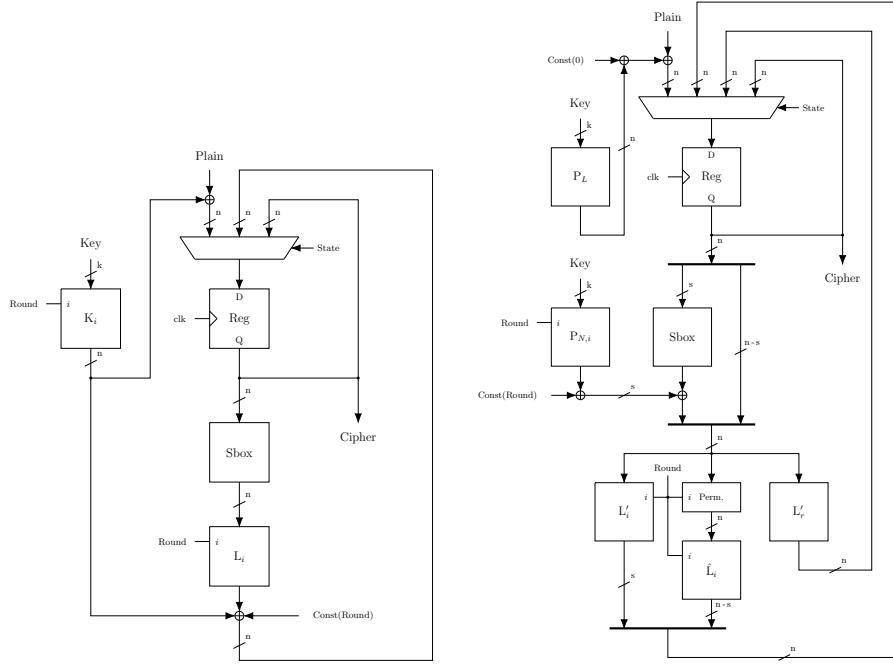 Plain
n
n
n
State
Key
k
Round
i
K_i
n
D
Reg
Q
clk
n
Cipher
Sbox
n
Round
i
L_i
Const(Round)
n
Plain
Const(0)
n
n
n
n
State
Key
k
P_L
n
D
Reg
Q
clk
n
Cipher
Key
k
Round
i
P_{N,i}
s
Sbox
n-s
Const(Round)
s
n
Round
L'_i
i
i
Perm.
L'_r
n
n
i
L̂_i
s
n-s
n